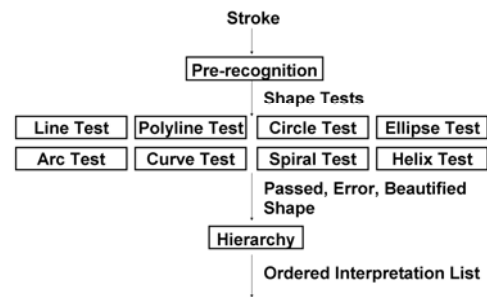 Stroke
Pre-recognition
Shape Tests
Line Test Polyline Test Circle Test Ellipse Test
Arc Test Curve Test Spiral Test Helix Test
Passed, Error, Beautified
Shape
Hierarchy
Ordered Interpretation List